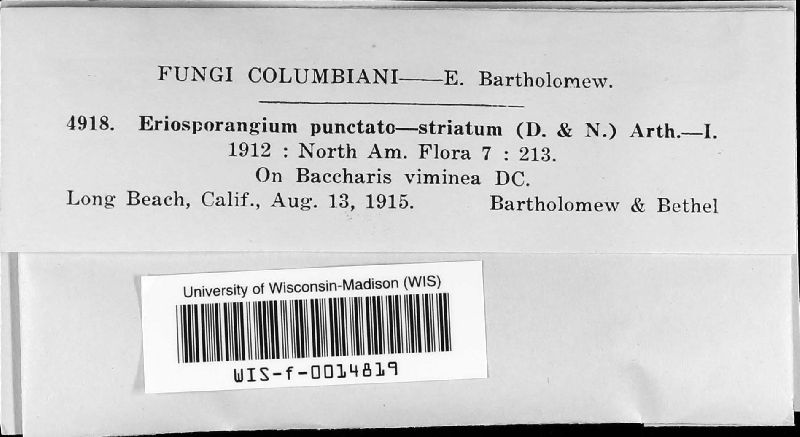 FUNGI COLUMBIANI——E. Bartholomew.
4918. Eriosporangium punctato—striatum (D. & N.) Arth.—I.
1912 : North Am. Flora 7 : 213.
On Baccharis viminea DC.
Long Beach, Calif., Aug. 13, 1915. Bartholomew & Bethel
University of Wisconsin-Madison (WIS)
WIS-f-0014819